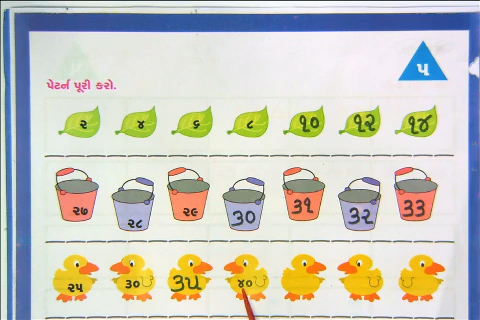 ૫
પેટર્ન પૂરી કરો.
૨ ૪ ૬ ૮ ૧૦ ૧૨ ૧૪
૨૭ ૨૮ ૨૯ ૩૦ ૩૧ ૩૨ ૩૩
૨૫ ૩૦ ૩૫ ૪૦